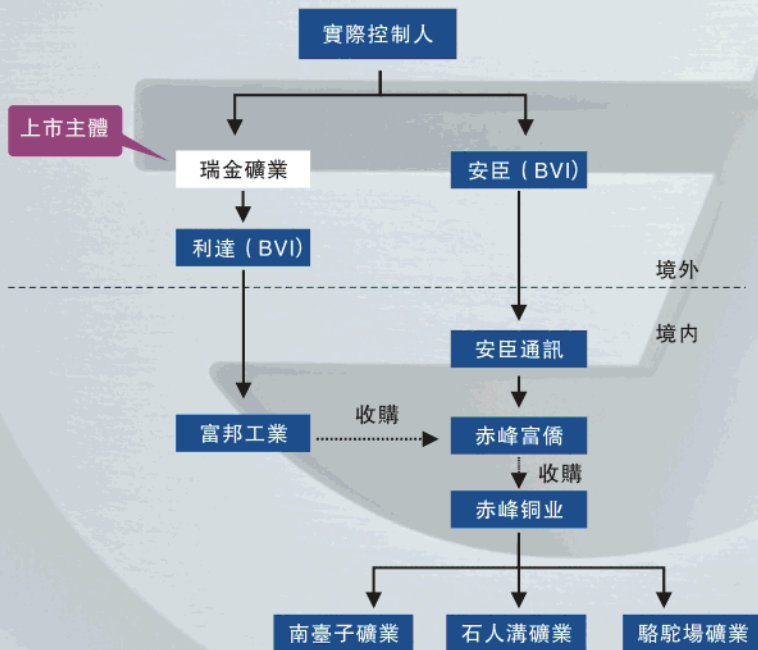 實際控制人
上市主體
瑞金礦業
安臣（BVI）
利達（BVI）
境外
境内
安臣通訊
富邦工業
收購
赤峰富僑
收購
赤峰铜业
南臺子礦業
石人溝礦業
駱駝場礦業